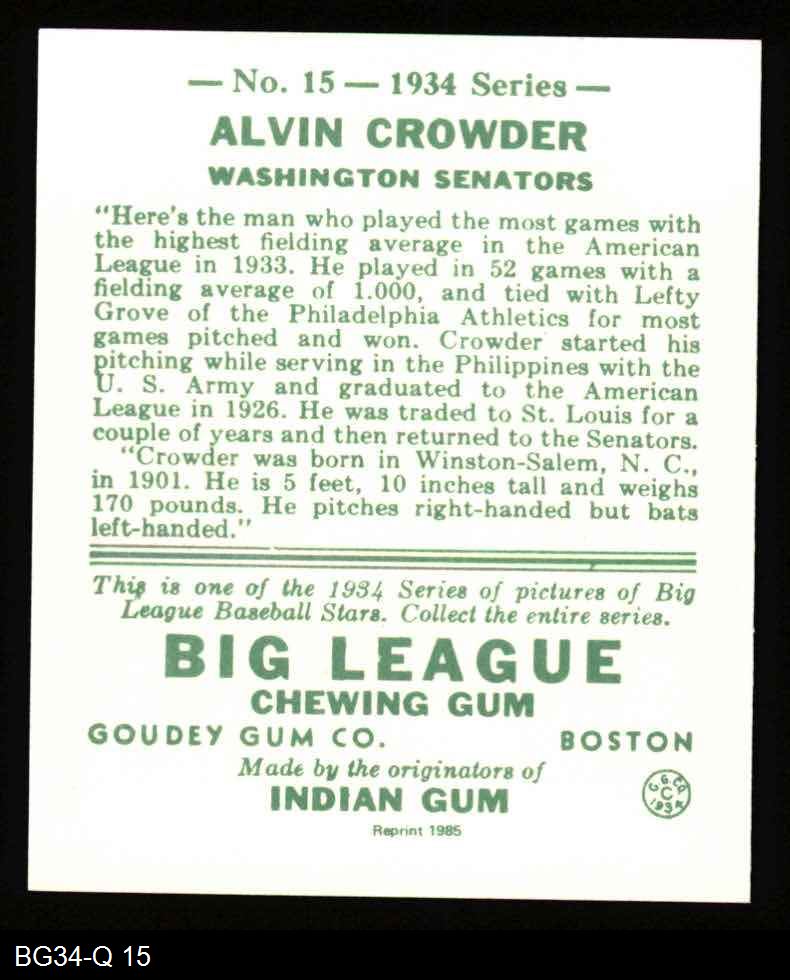 — No. 15 — 1934 Series —
ALVIN CROWDER
WASHINGTON SENATORS
"Here's the man who played the most games with
the highest fielding average in the American
League in 1933. He played in 52 games with a
fielding average of 1.000, and tied with Lefty
Grove of the Philadelphia Athletics for most
games pitched and won. Crowder started his
pitching while serving in the Philippines with the
U. S. Army and graduated to the American
League in 1926. He was traded to St. Louis for a
couple of years and then returned to the Senators.
"Crowder was born in Winston-Salem, N. C.,
in 1901. He is 5 feet, 10 inches tall and weighs
170 pounds. He pitches right-handed but bats
left-handed."
This is one of the 1934 Series of pictures of Big
League Baseball Stars. Collect the entire series.
BIG LEAGUE
CHEWING GUM
GOUDEY GUM CO. BOSTON
Made by the originators of
INDIAN GUM
G. G. CO.
C
1934
Reprint 1985
BG34-Q 15